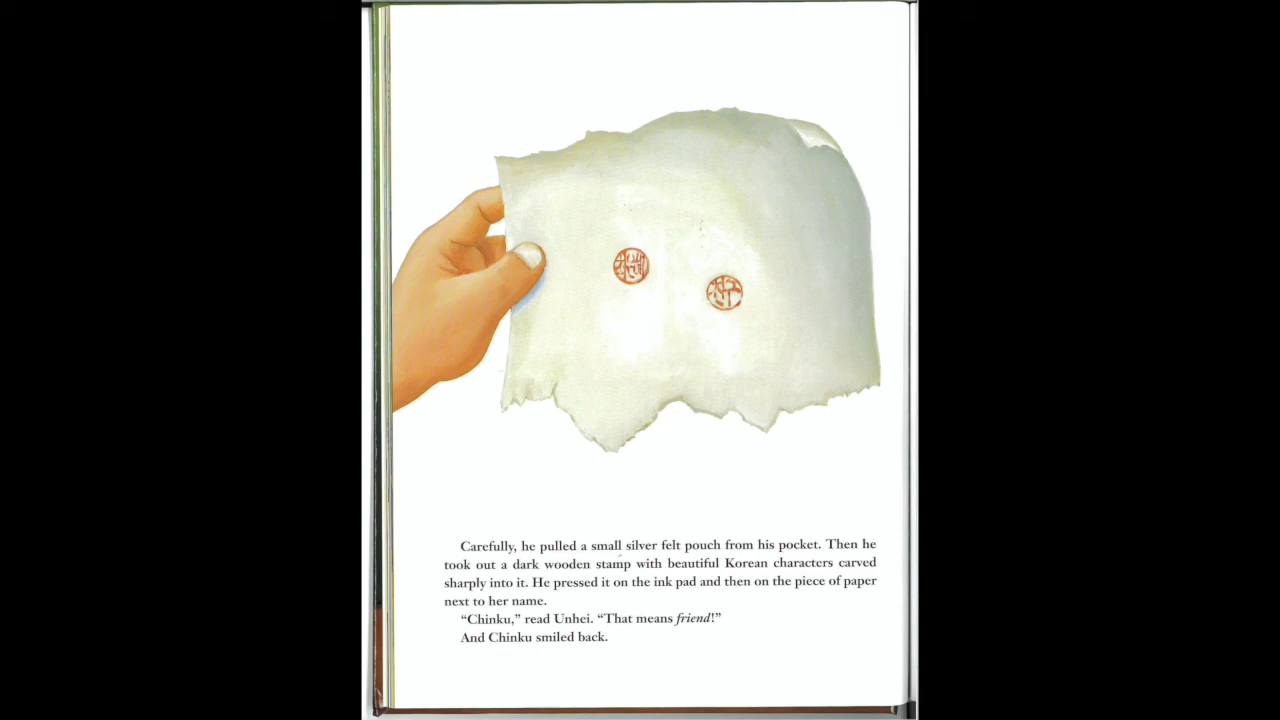 Carefully, he pulled a small silver felt pouch from his pocket. Then he
took out a dark wooden stamp with beautiful Korean characters carved
sharply into it. He pressed it on the ink pad and then on the piece of paper
next to her name.
“Chinku,” read Unhei. “That means friend!”
And Chinku smiled back.